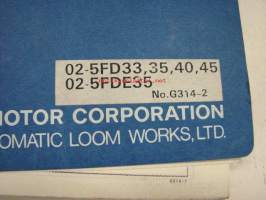 02-5FD33,35,40,45
02-5FDE35
No.G314-2
MOTOR CORPORATION
OMATIC LOOM WORKS, LTD.